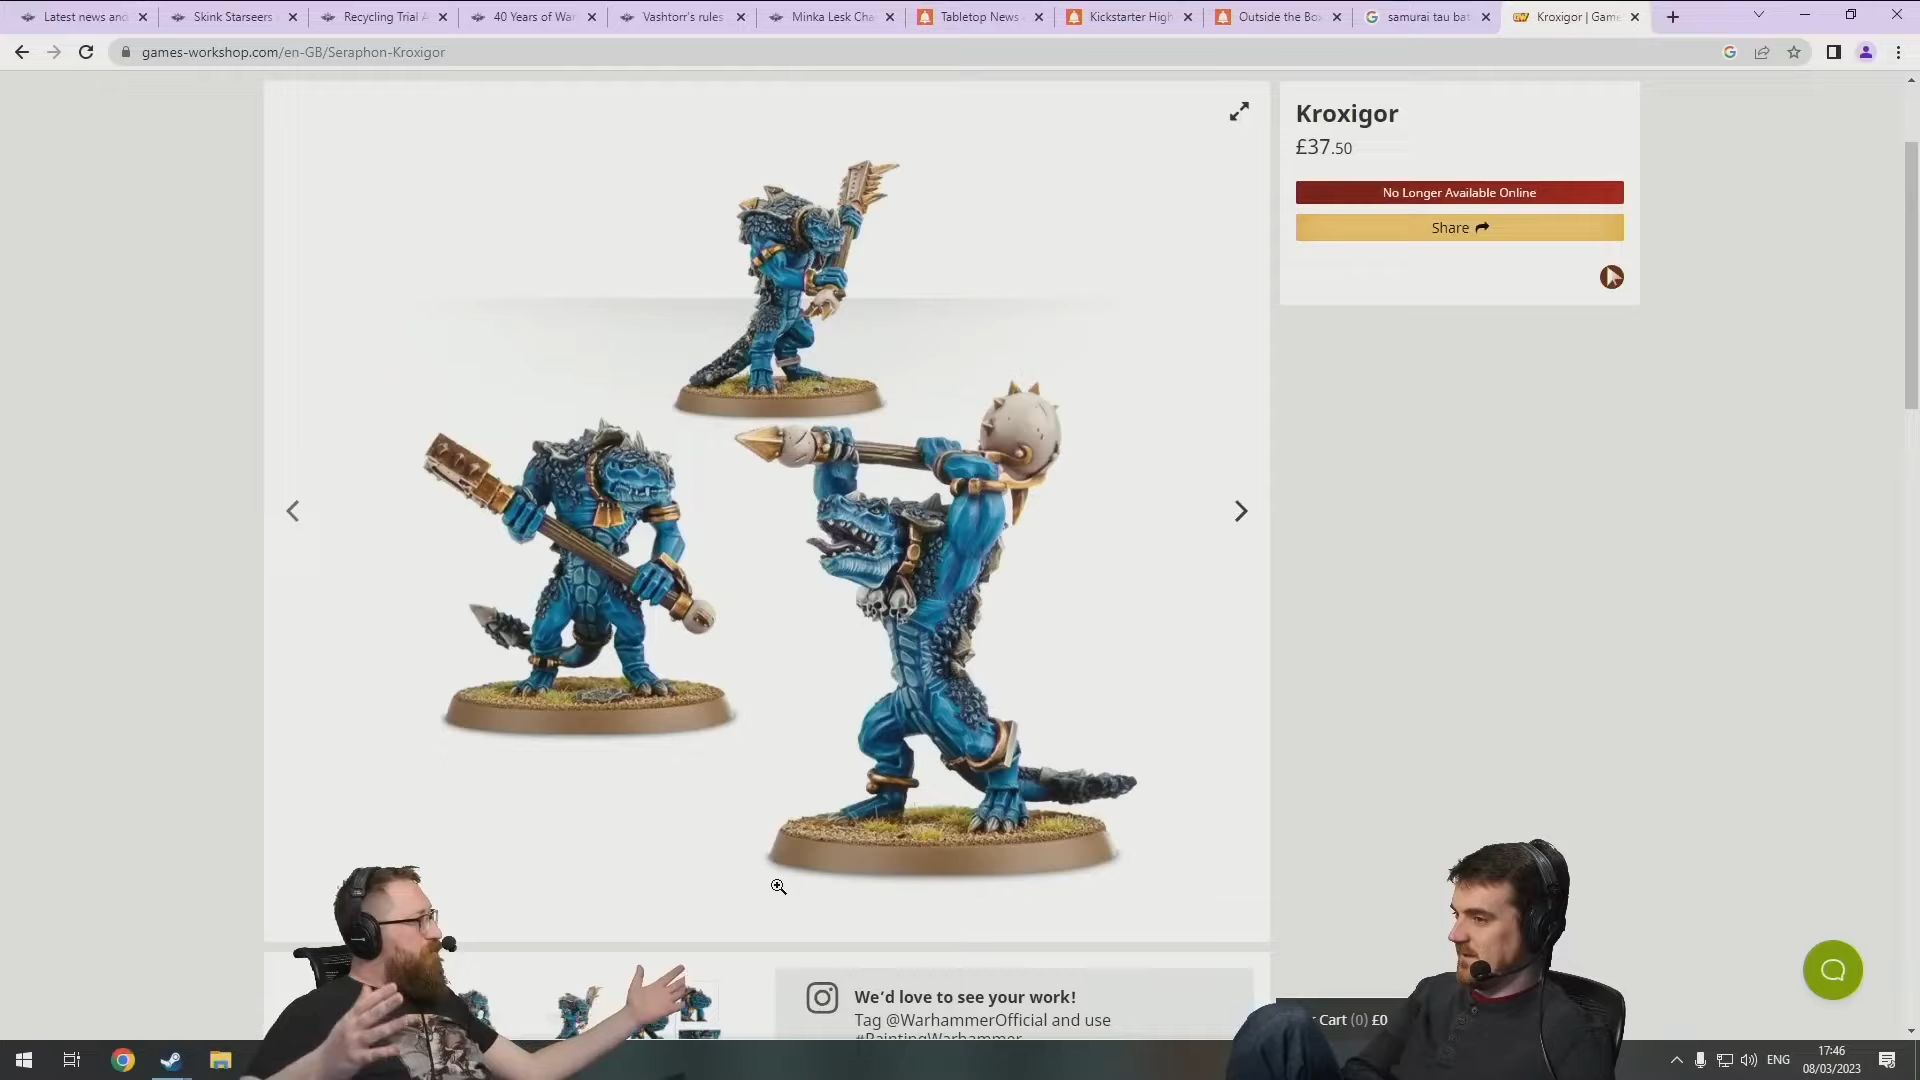 Latest news and
Skink Starseers
Recycling Trial A
40 Years of War
Vashtorr's rules
Minka Lesk Cha
Tabletop News
Kickstarter High
Outside the Box
samurai tau bat
Kroxigor | Game
games-workshop.com/en-GB/Seraphon-Kroxigor
Kroxigor
£37.50
No Longer Available Online
Share
We'd love to see your work!
Tag @WarhammerOfficial and use
#PaintingWarhammer
Cart (0) £0
ENG
17:46
08/03/2023